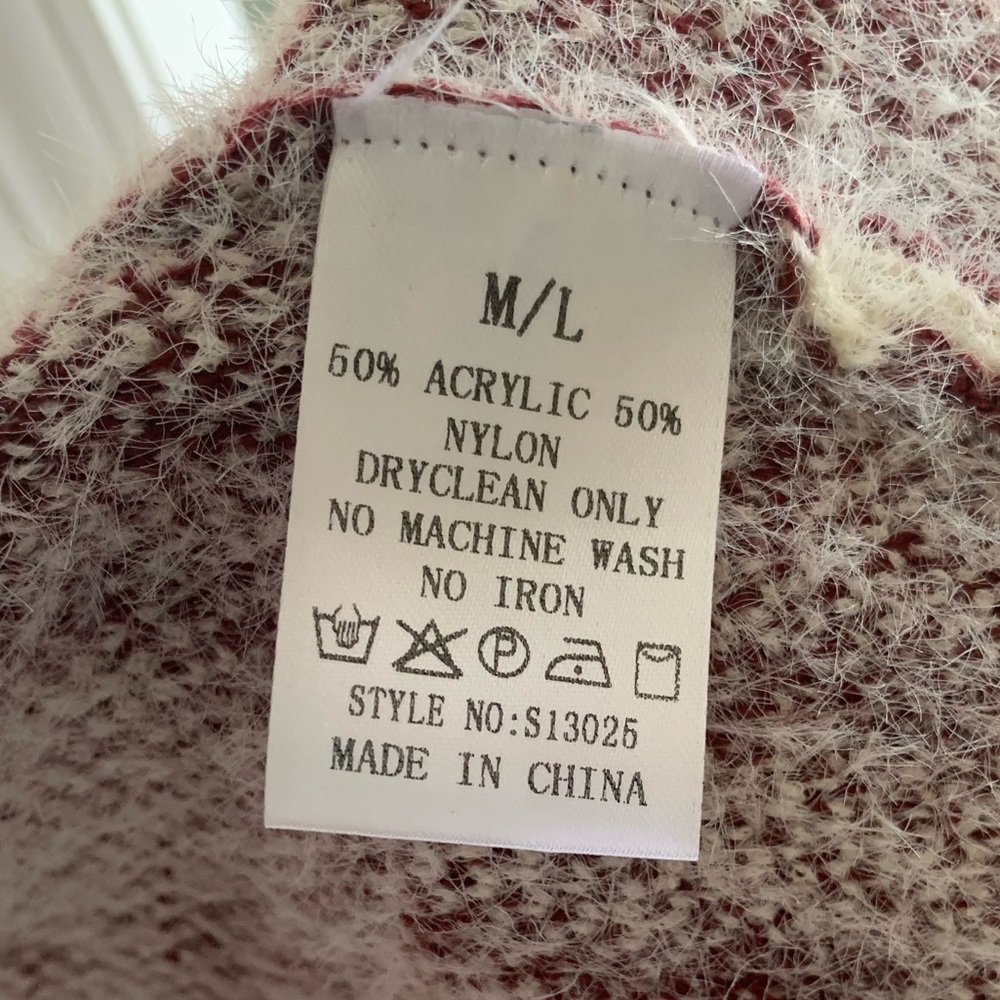 M/L
50% ACRYLIC 50%
NYLON
DRYCLEAN ONLY
NO MACHINE WASH
NO IRON
P
STYLE NO:S13025
MADE IN CHINA